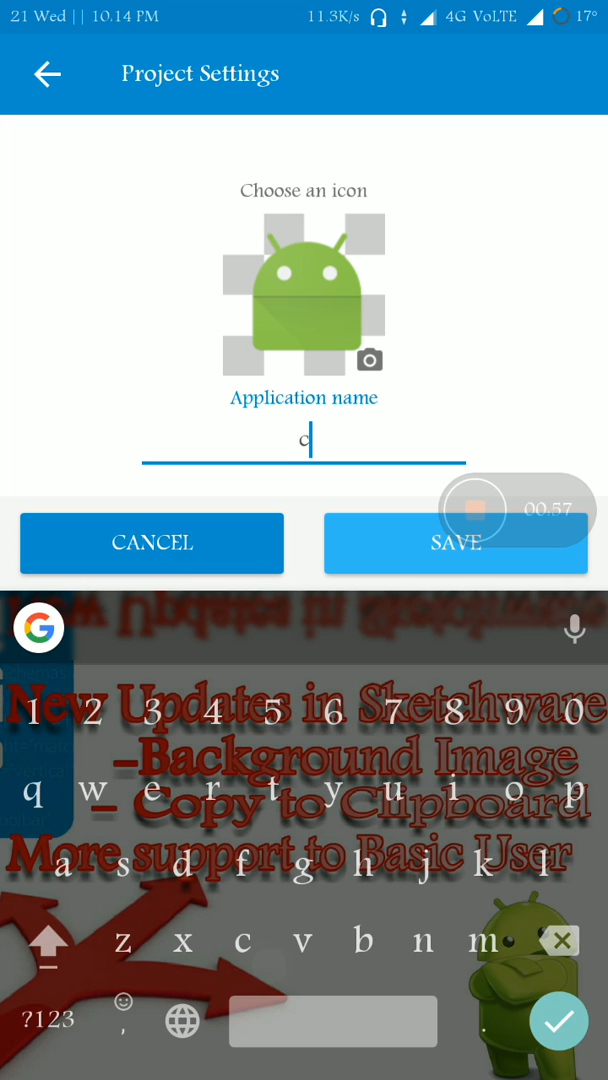 21 Wed || 10.14 PM 11.3K/s 4G VoLTE 17°
Project Settings
Choose an icon
Application name
c
00:57
CANCEL SAVE
G
New Updates in Sketchware
1 2 3 4 5 6 7 8 9 0
-Background Image
q w e r t y u i o p
- Copy to Clipboard
More support to Basic User
a s d f g h j k l
z x c v b n m
?123 , .